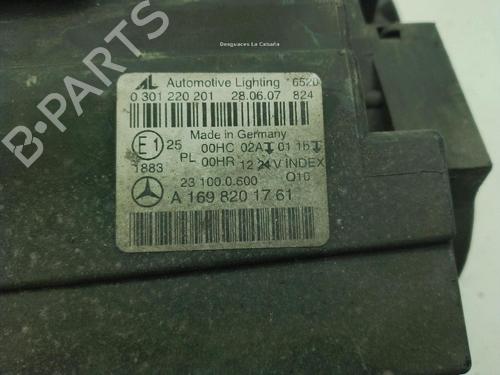 Desguaces La Cabaña
AL Automotive Lighting 6520
0 301 220 201 28.06.07 824
Made in Germany
E1 25 00HC 02A 01 1b
PL 00HR 12 24V INDEX
1883 Q10
23 100 0.600
A 169 820 17 61
B-PARTS